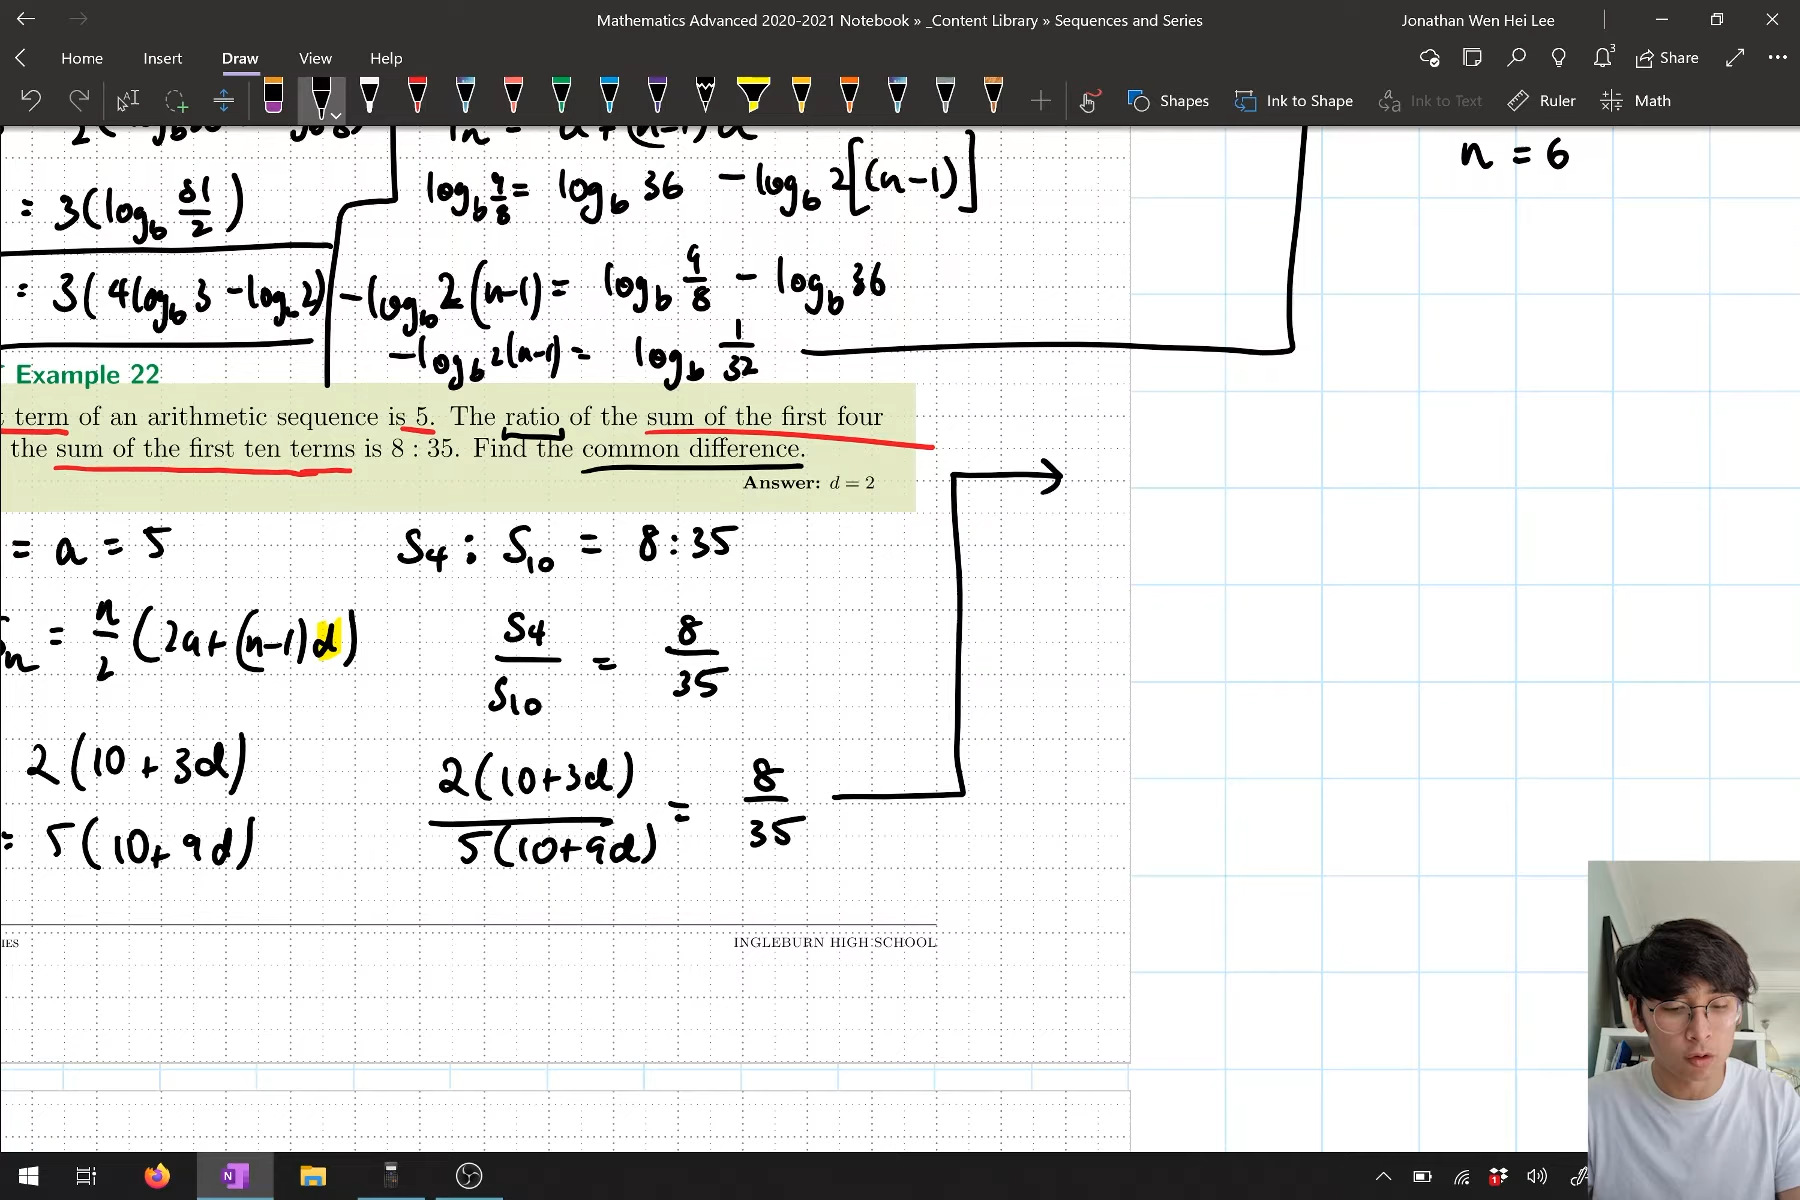 Mathematics Advanced 2020-2021 Notebook » _Content Library » Sequences and Series
Jonathan Wen Hei Lee
Home Insert Draw View Help
3
Share
Shapes Ink to Shape Ink to Text Ruler Math
n = 6
= 3(log_b 81/2)
log_b 9/8 = log_b 36 - log_b 2[(n-1)]
= 3(4log_b 3 - log_b 2)
-log_b 2(n-1) = log_b 9/8 - log_b 36
-log_b 2(n-1) = log_b 1/32
Example 22
term of an arithmetic sequence is 5. The ratio of the sum of the first four
the sum of the first ten terms is 8 : 35. Find the common difference.
Answer: d = 2
= a = 5
S4 : S10 = 8:35
Sn = n/2 (2a+(n-1)d)
S4/S10 = 8/35
2(10 + 3d)
= 5(10+9d)
2(10+3d)/5(10+9d) = 8/35
IES
INGLEBURN HIGH SCHOOL
N
1